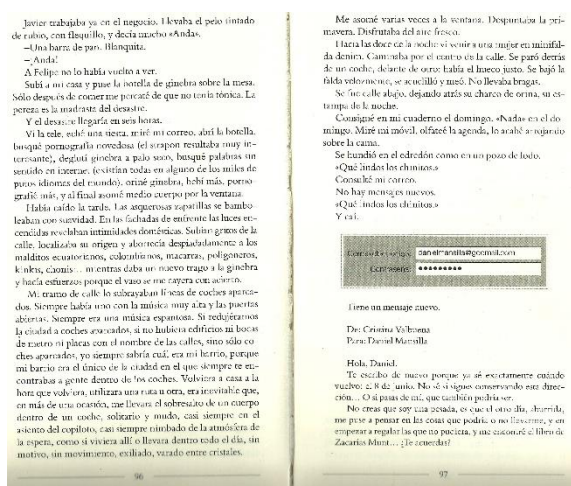 Javier trabajaba ya en el negocio. Llevaba el pelo tintado
de rubio, con flequillo, y decía mucho «Anda».
—Una barra de pan. Blanquita.
—¡Anda!
A Felipe no lo había vuelto a ver.
Subí a mi casa y puse la botella de ginebra sobre la mesa.
Sólo después de comer me percaté de que no tenía tónica. La
pereza es la madrastra del desastre.
Y el desastre llegaría en seis horas.
Vi la tele, eché una siesta, miré mi correo, abrí la botella,
busqué pornografía novedosa (el strapon resultaba muy in-
teresante), deglutí ginebra a palo seco, busqué palabras sin
sentido en internet (existían todas en alguno de los miles de
putos idiomas del mundo), oriné ginebra, bebí más, porno-
grafié más, y al final asomé medio cuerpo por la ventana.
Había caído la tarde. Las asquerosas zapatillas se bambo-
leaban con suavidad. En las fachadas de enfrente las luces en-
cendidas revelaban intimidades domésticas. Subían gritos de la
calle, localizaba su origen y aborrecía despiadadamente a los
malditos ecuatorianos, colombianos, macarras, poligoneros,
kinkis, chonis... mientras daba un nuevo trago a la ginebra
y hacía esfuerzos porque el vaso se me cayera con acierto.
Mi tramo de calle lo subrayaban líneas de coches aparca-
dos. Siempre había uno con la música muy alta y las puertas
abiertas. Siempre era una música espantosa. Si redujéramos
la ciudad a coches aparcados, si no hubiera edificios ni bocas
de metro ni placas con el nombre de las calles, sino sólo co-
ches aparcados, yo siempre sabría cuál era mi barrio, porque
mi barrio era el único de la ciudad en el que siempre te en-
contrabas a gente dentro de los coches. Volviera a casa a la
hora que volviera, utilizara una ruta u otra, era inevitable que,
en más de una ocasión, me llevara el sobresalto de un cuerpo
dentro de un coche, solitario y mudo, casi siempre en el
asiento del copiloto, casi siempre nimbado de la atmósfera de
la espera, como si viviera allí o llevara dentro todo el día, sin
motivo, sin movimiento, exiliado, varado entre cristales.
96
Me asomé varias veces a la ventana. Despuntaba la pri-
mavera. Disfrutaba del aire fresco.
Hacia las doce de la noche vi venir a una mujer en minifal-
da denim. Caminaba por el centro de la calle. Se paró detrás
de un coche, delante de otro: había el hueco justo. Se bajó la
falda velozmente, se acuclilló y meó. No llevaba bragas.
Se fue calle abajo, dejando atrás su charco de orina, su es-
tampa de la noche.
Consigné en mi cuaderno el domingo. «Nada» en el do-
mingo. Miré mi móvil, olfateé la agenda, lo acabé arrojando
sobre la cama.
Se hundió en el edredón como en un pozo de lodo.
«Qué lindos los chinitos.»
Consulté mi correo.
No hay mensajes nuevos.
«Qué lindos los chinitos.»
Y caí.
danielmansilla@gotmail.com
Contraseña:
Tiene un mensaje nuevo.
De: Cristina Valbuena
Para: Daniel Mansilla
Hola, Daniel.
Te escribo de nuevo porque ya sé exactamente cuándo
vuelvo: el 8 de junio. No sé si sigues conservando esta direc-
ción... O si pasas de mí, que también podría ser.
No creas que soy una pesada, es que el otro día, aburrida,
me puse a pensar en las cosas que podría o no llevarme, y en
empezar a regalar las que no pudiera, y me encontré el libro de
Zacarías Munt... ¿Te acuerdas?
97